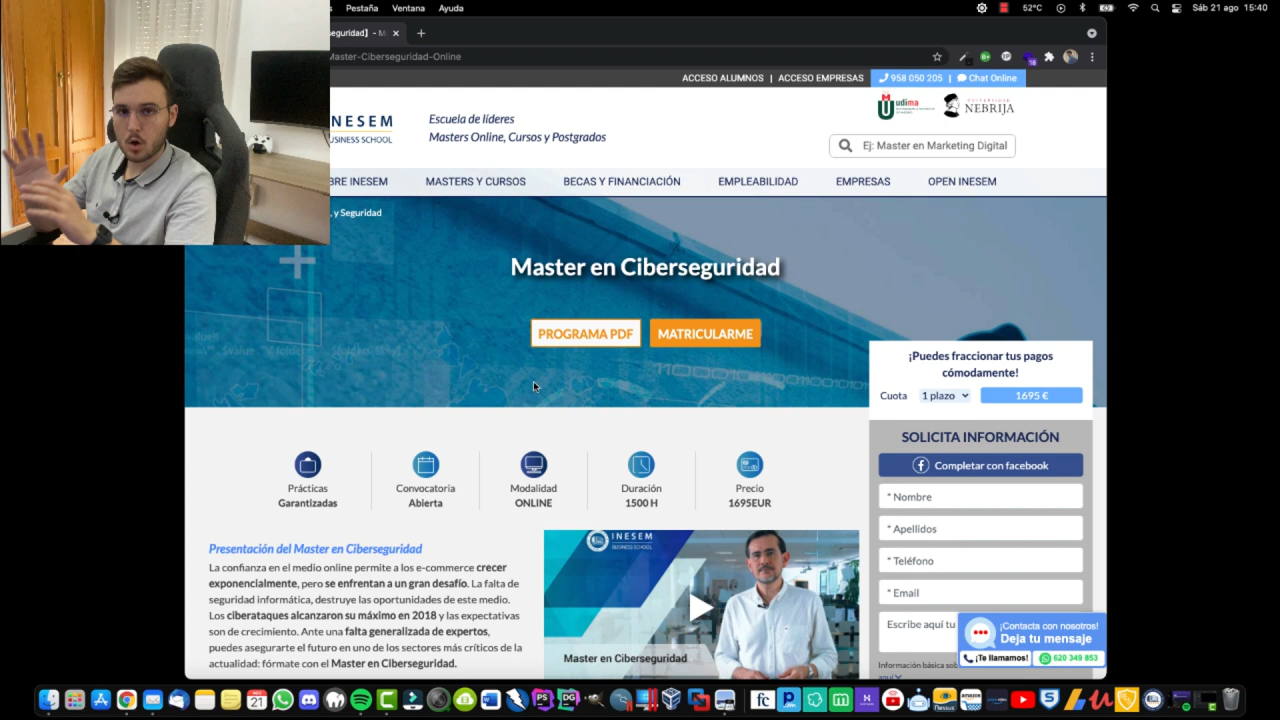 Pestaña Ventana Ayuda
52°C
Sáb 21 ago 15:40
Master-Ciberseguridad-Online
ACCESO ALUMNOS | ACCESO EMPRESAS
958 050 205 | Chat Online
INESEM
BUSINESS SCHOOL
Escuela de líderes
Masters Online, Cursos y Postgrados
udima
NEBRIJA
Ej: Master en Marketing Digital
BRE INESEM
MASTERS Y CURSOS
BECAS Y FINANCIACIÓN
EMPLEABILIDAD
EMPRESAS
OPEN INESEM
y Seguridad
Master en Ciberseguridad
PROGRAMA PDF
MATRICULARME
¡Puedes fraccionar tus pagos
cómodamente!
Cuota 1 plazo 1695 €
SOLICITA INFORMACIÓN
Completar con facebook
* Nombre
* Apellidos
* Teléfono
* Email
Escribe aquí tu
Prácticas
Garantizadas
Convocatoria
Abierta
Modalidad
ONLINE
Duración
1500 H
Precio
1695EUR
Presentación del Master en Ciberseguridad
La confianza en el medio online permite a los e-commerce crecer
exponencialmente, pero se enfrentan a un gran desafío. La falta de
seguridad informática, destruye las oportunidades de este medio.
Los ciberataques alcanzaron su máximo en 2018 y las expectativas
son de crecimiento. Ante una falta generalizada de expertos,
puedes asegurarte el futuro en uno de los sectores más críticos de la
actualidad: fórmate con el Master en Ciberseguridad.
INESEM
BUSINESS SCHOOL
Master en Ciberseguridad
¡Contacta con nosotros!
Deja tu mensaje
¡Te llamamos!
620 349 853
Información básica
aquí